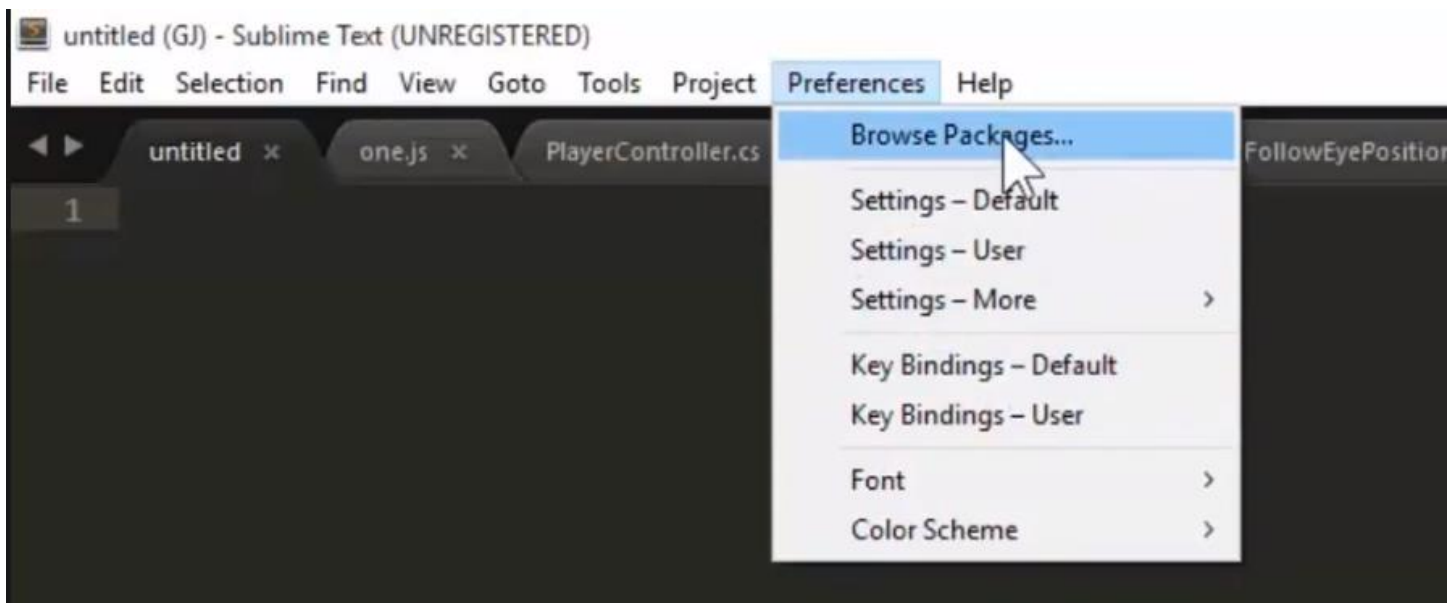 untitled (GJ) - Sublime Text (UNREGISTERED)
File Edit Selection Find View Goto Tools Project Preferences Help
untitled × one.js × PlayerController.cs FollowEyePosition
1
Browse Packages...
Settings – Default
Settings – User
Settings – More
Key Bindings – Default
Key Bindings – User
Font
Color Scheme